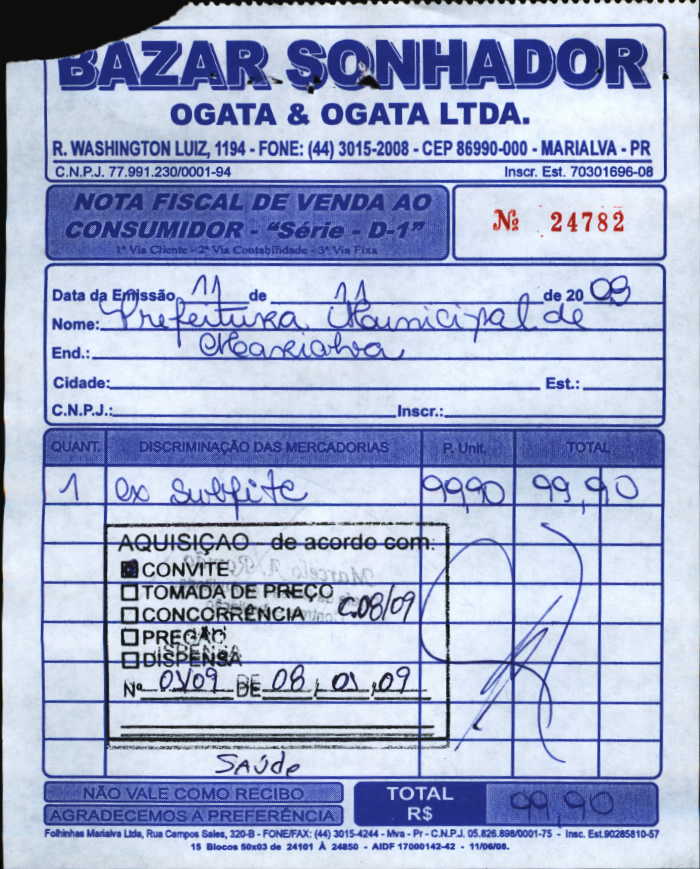 BAZAR SONHADOR
OGATA & OGATA LTDA.
R. WASHINGTON LUIZ, 1194 - FONE: (44) 3015-2008 - CEP 86990-000 - MARIALVA - PR
C.N.P.J. 77.991.230/0001-94 Inscr. Est. 70301696-08
NOTA FISCAL DE VENDA AO
CONSUMIDOR - "Série - D-1"
1ª Via Cliente - 2ª Via Contabilidade - 3ª Via Fixa
Nº 24782
Data da Emissão 11 de 11 de 2009
Nome: Prefeitura Municipal de
End.: Marialva
Cidade: Est.:
C.N.P.J.: Inscr.:
QUANT. DISCRIMINAÇÃO DAS MERCADORIAS P. Unit. TOTAL
1 cx sulfite 99,90 99,90
AQUISIÇAO de acordo com:
CONVITE
TOMADA DE PREÇO
CONCORRÊNCIA C.08/09
PREGÃO
DISPENSA
Nº 03/09 DE 08, 01, 09
SAúde
NÃO VALE COMO RECIBO
AGRADECEMOS A PREFERÊNCIA
TOTAL
R$ 99,90
Folhinhas Marialva Ltda, Rua Campos Sales, 320-B - FONE/FAX: (44) 3015-4244 - Mva - Pr - C.N.P.J. 05.826.898/0001-75 - Insc. Est.90285810-57
15 Blocos 50x03 de 24101 À 24850 - AIDF 17000142-42 - 11/06/08.